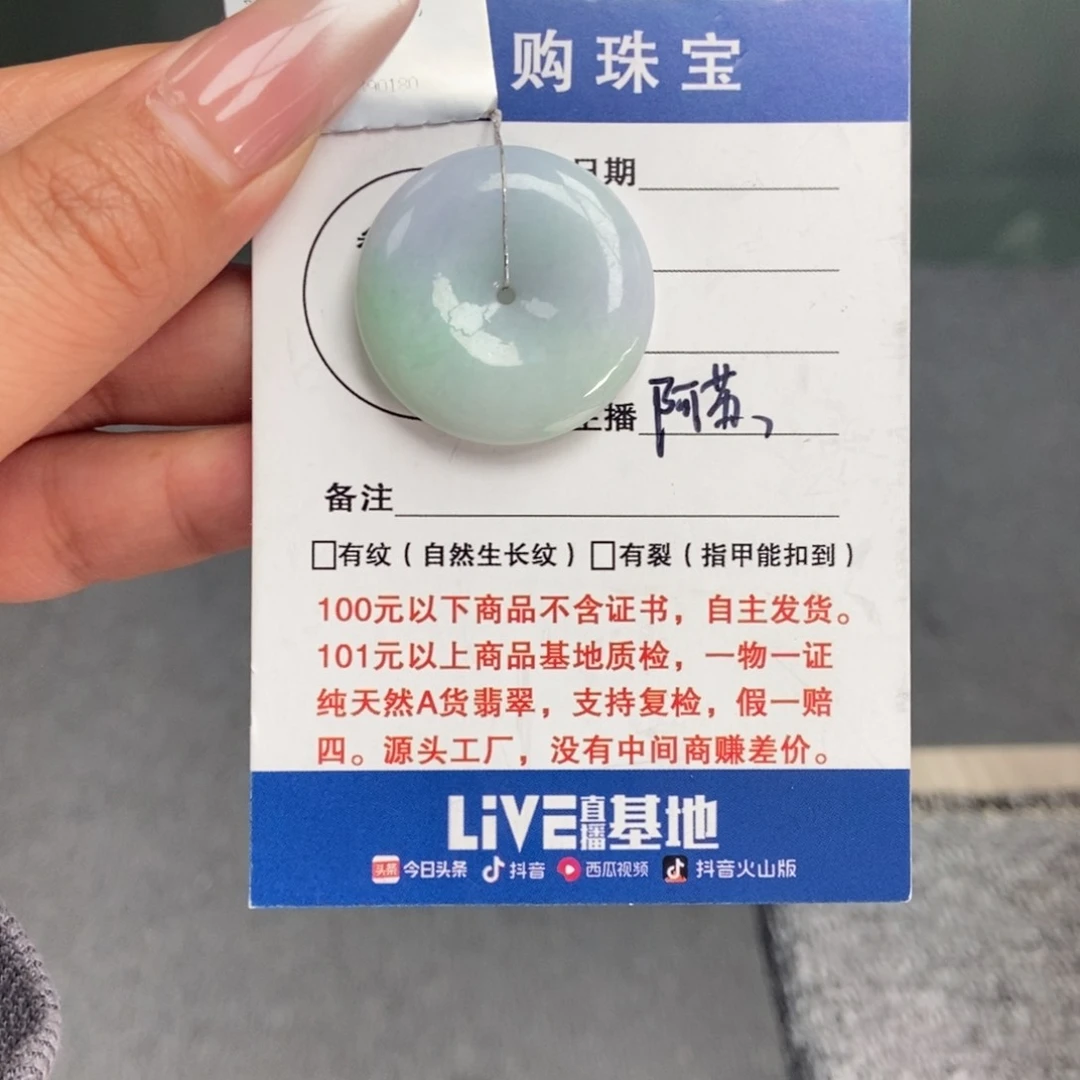 购珠宝
日期
主播 阿苏、
备注
□有纹（自然生长纹）□有裂（指甲能扣到）
100元以下商品不含证书，自主发货。
101元以上商品基地质检，一物一证
纯天然A货翡翠，支持复检，假一赔
四。源头工厂，没有中间商赚差价。
LiVE直播基地
头条 今日头条 抖音 西瓜视频 抖音火山版